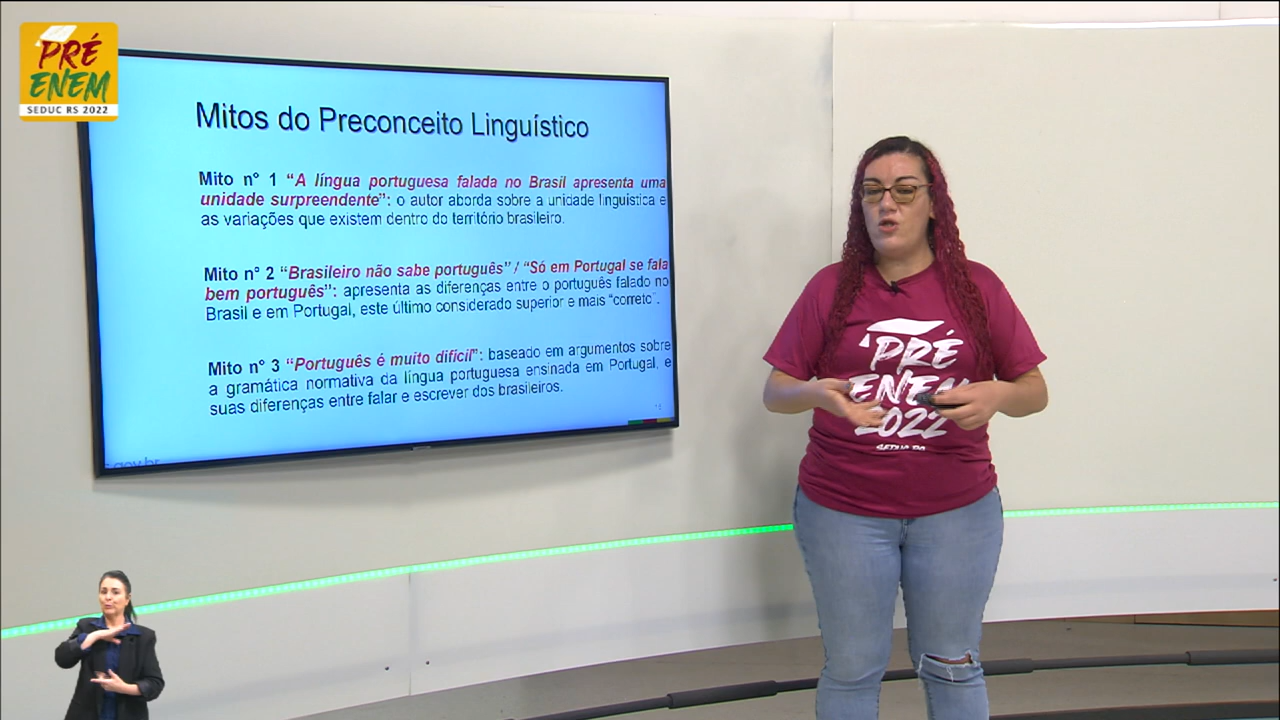 PRÉ
ENEM
SEDUC RS 2022
Mitos do Preconceito Linguístico
Mito n° 1 “A língua portuguesa falada no Brasil apresenta uma
unidade surpreendente”: o autor aborda sobre a unidade linguística e
as variações que existem dentro do território brasileiro.
Mito n° 2 “Brasileiro não sabe português” / “Só em Portugal se fala
bem português”: apresenta as diferenças entre o português falado no
Brasil e em Portugal, este último considerado superior e mais “correto”.
Mito n° 3 “Português é muito difícil”: baseado em argumentos sobre
a gramática normativa da língua portuguesa ensinada em Portugal, e
suas diferenças entre falar e escrever dos brasileiros.
.gov.br
PRÉ
ENEM
2022
SEDUC RS